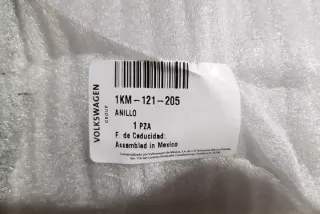 VOLKSWAGEN
GROUP
1KM-121-205
ANILLO
1 PZA
F. de Caducidad:
Assembled in Mexico